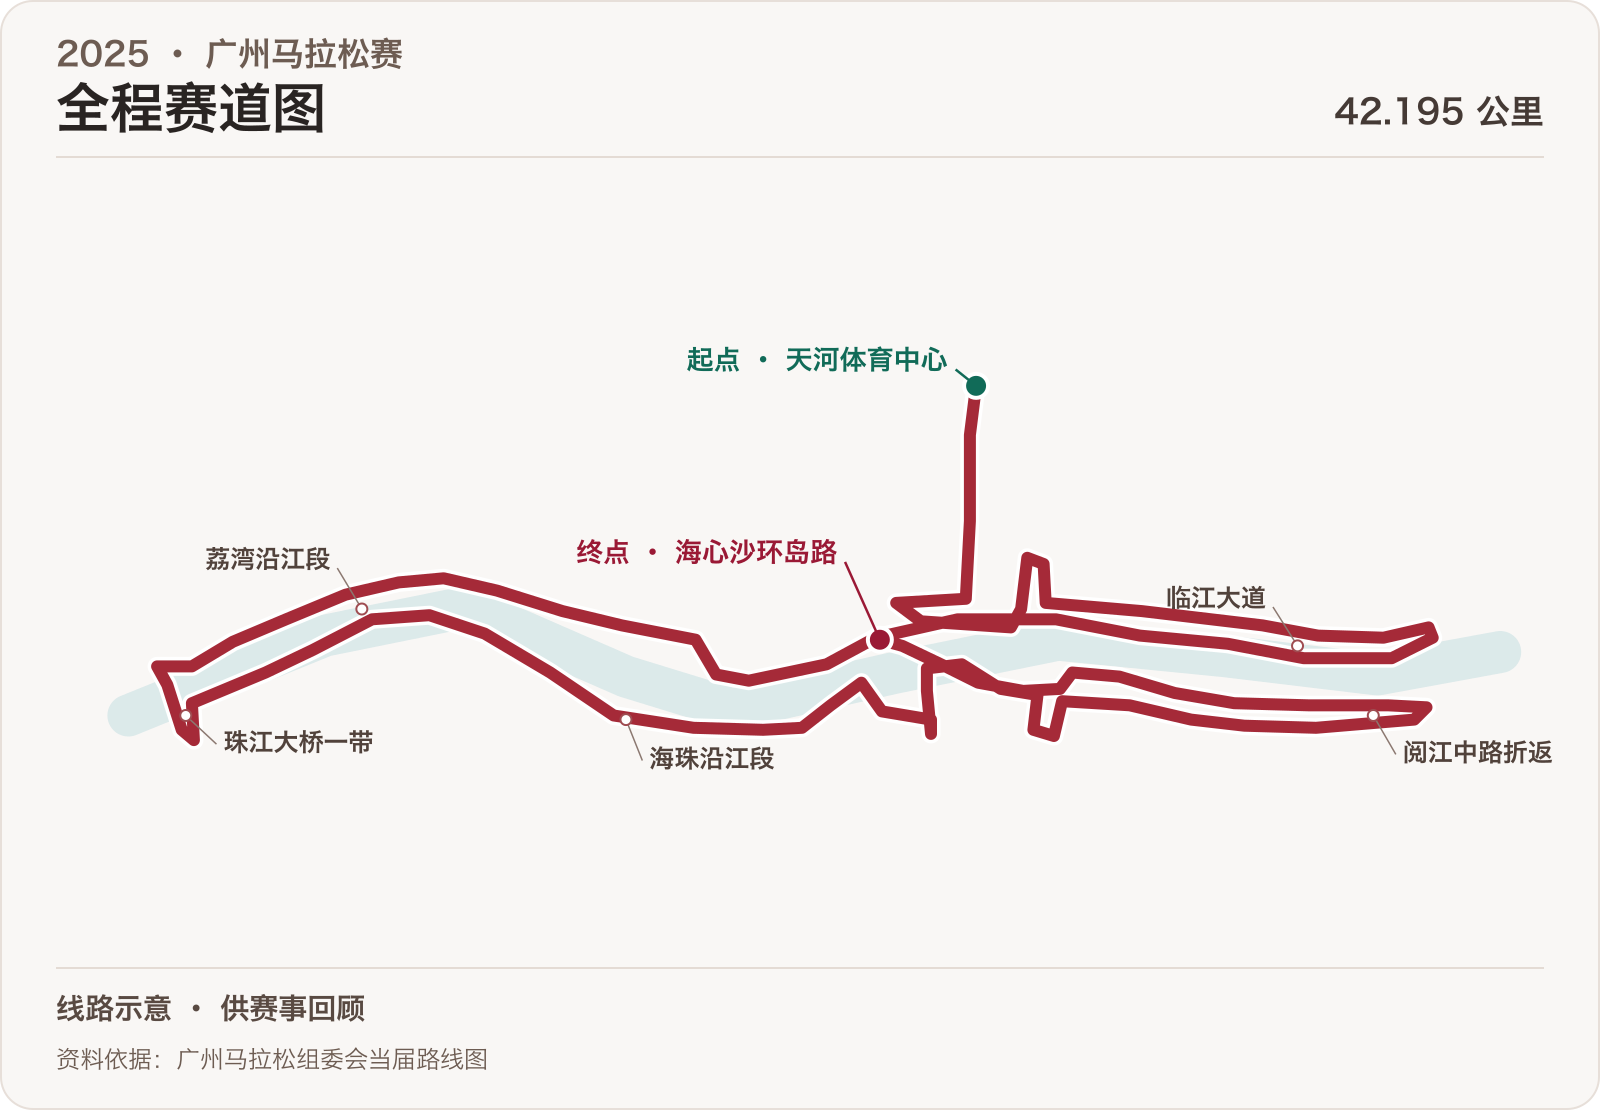 2025 · 广州马拉松赛
全程赛道图
42.195 公里
起点 · 天河体育中心
终点 · 海心沙环岛路
荔湾沿江段
临江大道
珠江大桥一带
海珠沿江段
阅江中路折返
线路示意 · 供赛事回顾
资料依据：广州马拉松组委会当届路线图